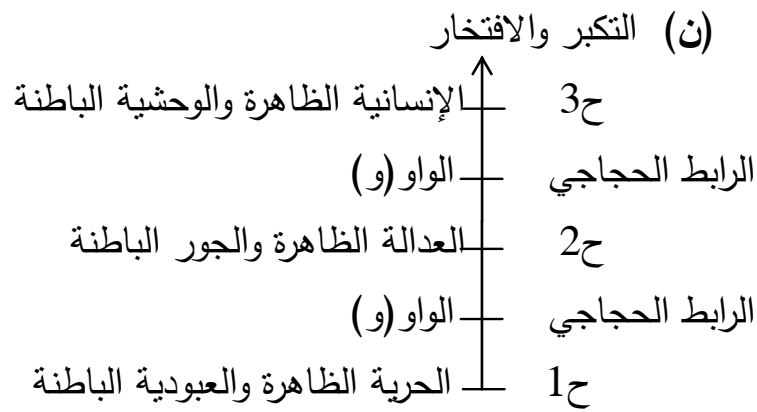 (ن) التكبر والافتخار
ح3 الإنسانية الظاهرة والوحشية الباطنة
الرابط الحجاجي الواو (و)
ح2 العدالة الظاهرة والجور الباطنة
الرابط الحجاجي الواو (و)
ح1 الحرية الظاهرة والعبودية الباطنة